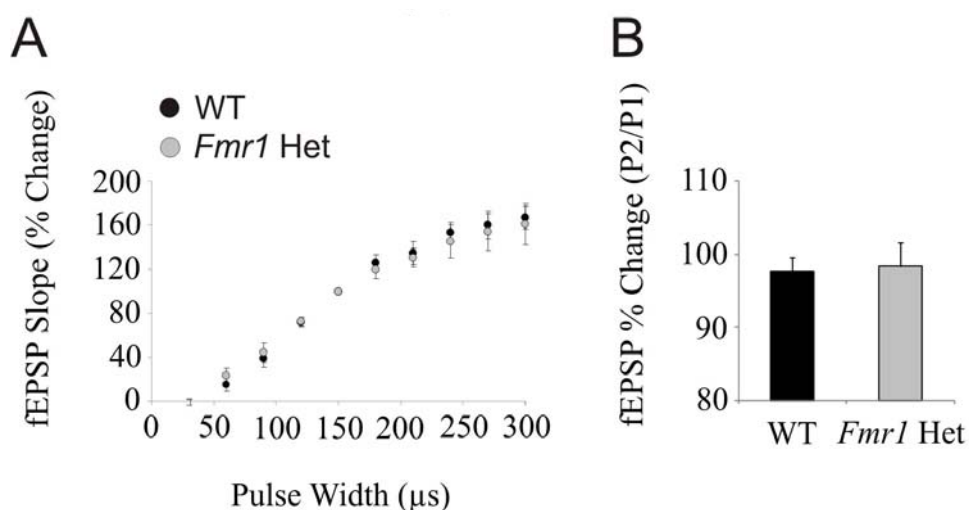 A
B
fEPSP Slope (% Change)
WT
Fmr1 Het
200
160
120
80
40
0
0 50 100 150 200 250 300
Pulse Width (µs)
fEPSP % Change (P2/P1)
110
100
90
80
WT Fmr1 Het